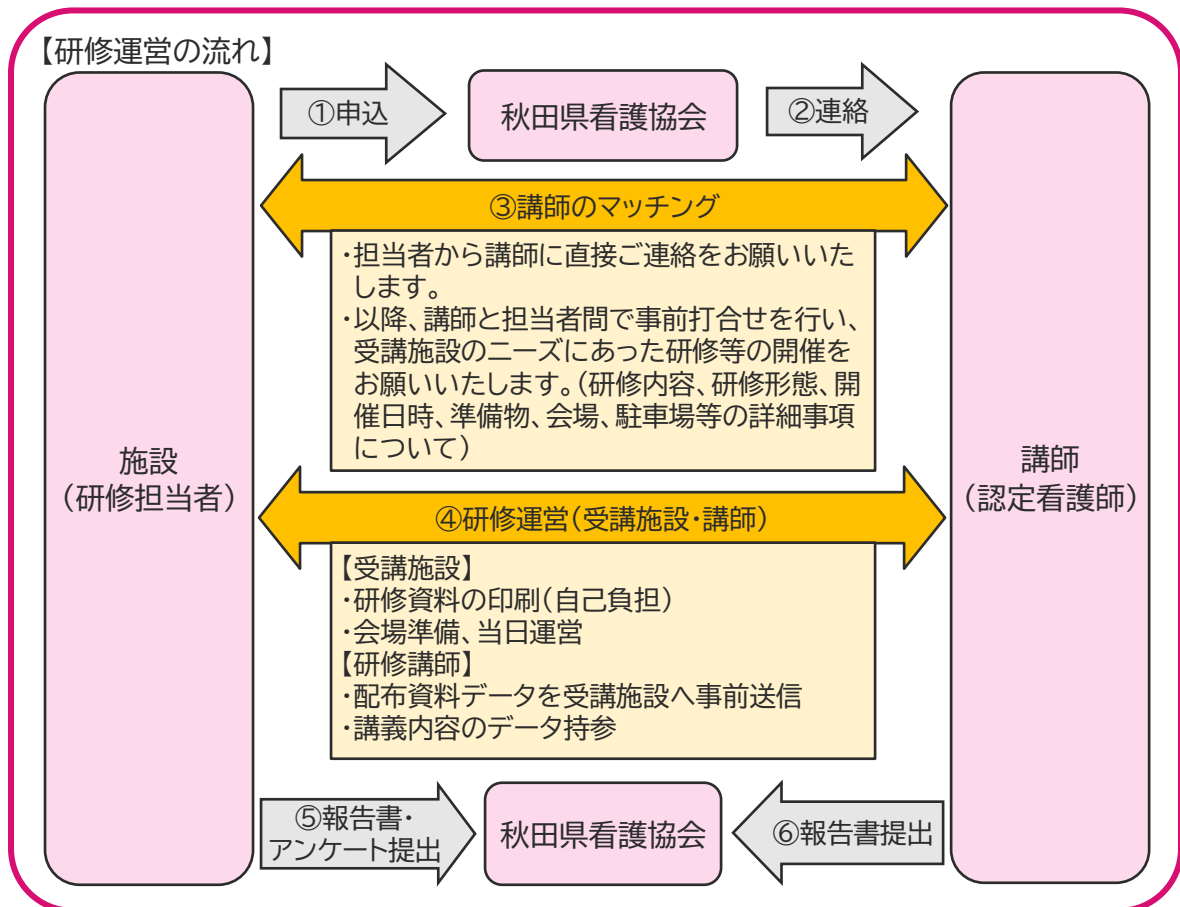 【研修運営の流れ】
①申込
秋田県看護協会
②連絡
③講師のマッチング
・担当者から講師に直接ご連絡をお願いいた
します。
・以降、講師と担当者間で事前打合せを行い、
受講施設のニーズにあった研修等の開催を
お願いいたします。(研修内容、研修形態、開
催日時、準備物、会場、駐車場等の詳細事項
について)
施設
(研修担当者)
講師
(認定看護師)
④研修運営(受講施設・講師)
【受講施設】
・研修資料の印刷(自己負担)
・会場準備、当日運営
【研修講師】
・配布資料データを受講施設へ事前送信
・講義内容のデータ持参
⑤報告書・
アンケート提出
秋田県看護協会
⑥報告書提出